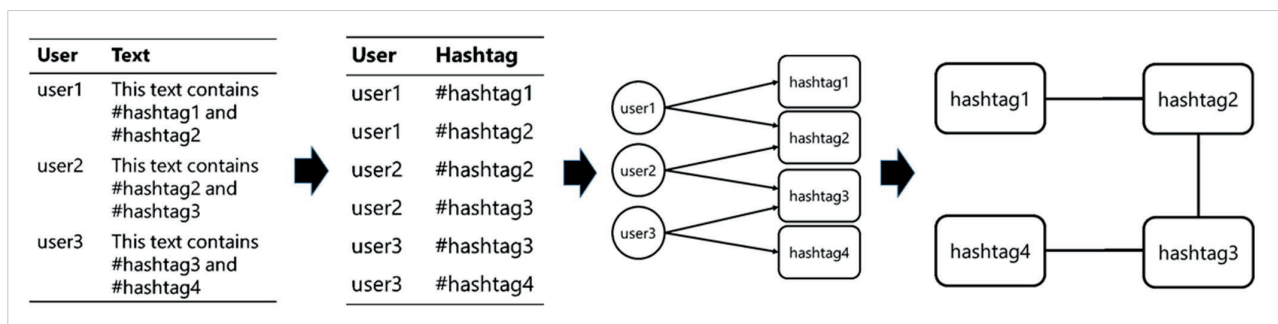 User Text
user1 This text contains
#hashtag1 and
#hashtag2
user2 This text contains
#hashtag2 and
#hashtag3
user3 This text contains
#hashtag3 and
#hashtag4
User Hashtag
user1 #hashtag1
user1 #hashtag2
user2 #hashtag2
user2 #hashtag3
user3 #hashtag3
user3 #hashtag4
user1
user2
user3
hashtag1
hashtag2
hashtag3
hashtag4
hashtag1
hashtag2
hashtag4
hashtag3